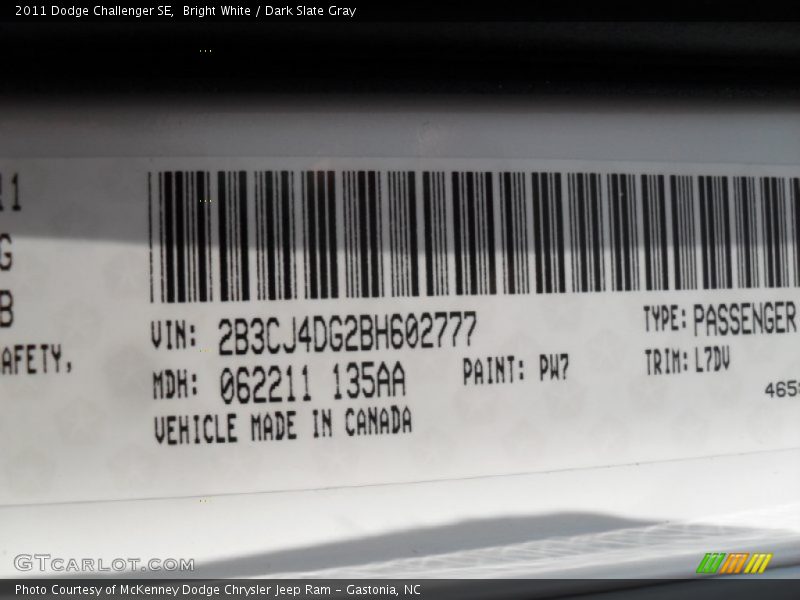 2011 Dodge Challenger SE,  Bright White / Dark Slate Gray
11
G
B
AFETY,
VIN: 2B3CJ4DG2BH602777
TYPE: PASSENGER
MDH: 062211 135AA
PAINT: PW7
TRIM: L7DV
465
VEHICLE MADE IN CANADA
GTCARLOT.COM
Photo Courtesy of McKenney Dodge Chrysler Jeep Ram - Gastonia, NC